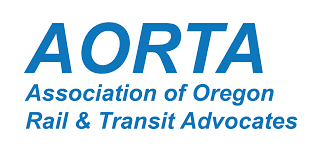 AORTA
Association of Oregon
Rail & Transit Advocates